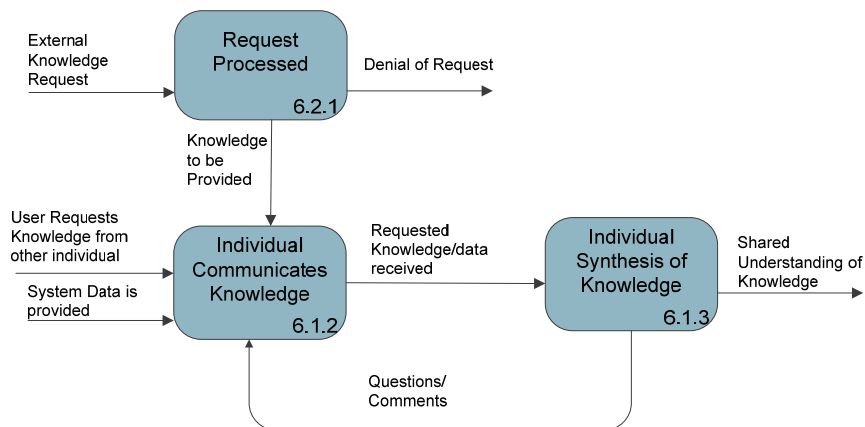 External
Knowledge
Request
Request
Processed
6.2.1
Denial of Request
Knowledge
to be
Provided
User Requests
Knowledge from
other individual
System Data is
provided
Individual
Communicates
Knowledge
6.1.2
Requested
Knowledge/data
received
Individual
Synthesis of
Knowledge
6.1.3
Shared
Understanding of
Knowledge
Questions/
Comments